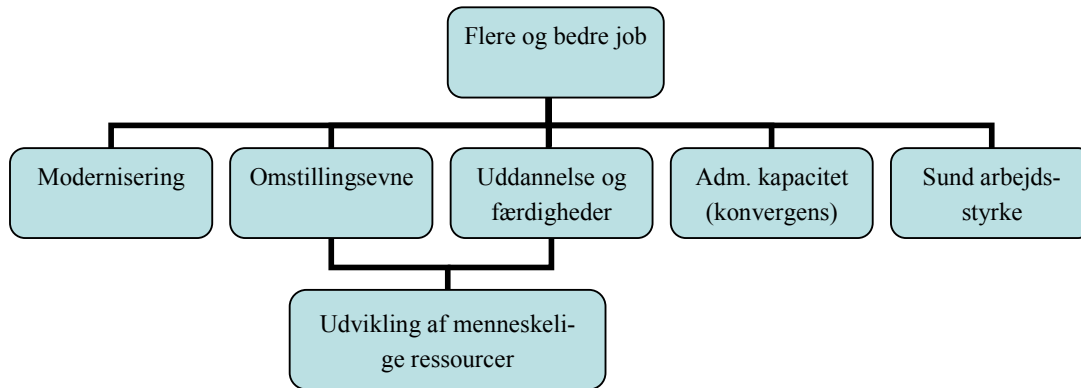 Flere og bedre job
Modernisering
Omstillingsevne
Uddannelse og
færdigheder
Adm. kapacitet
(konvergens)
Sund arbejds-
styrke
Udvikling af menneskeli-
ge ressourcer